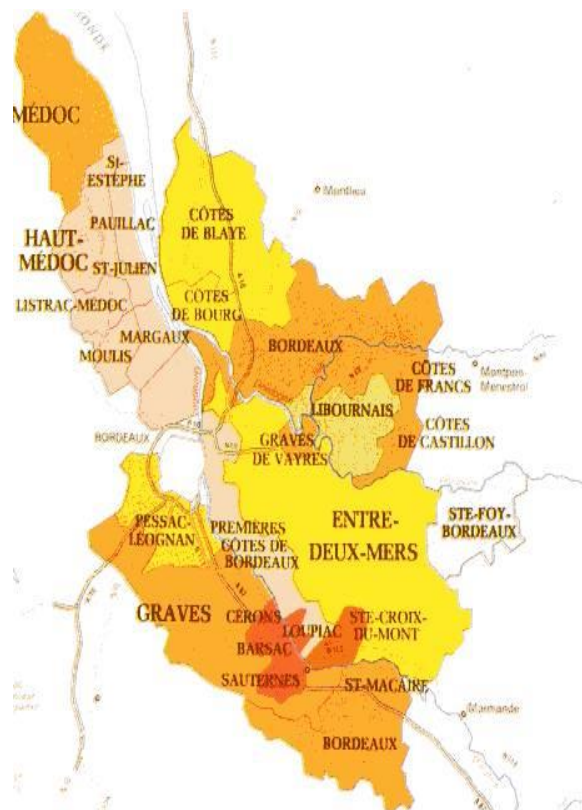 MÉDOC
St-
ESTÈPHE
PAUILLAC
HAUT-
MÉDOC
ST-JULIEN
LISTRAC-MÉDOC
MARGAUX
MOULIS
CÔTES
DE BLAYE
CÔTES
DE BOURG
BORDEAUX
CÔTES
DE FRANCS
LIBOURNAIS
CÔTES
DE CASTILLON
BORDEAUX
GRAVES
DE VAYRES
STE-FOY-
BORDEAUX
ENTRE-
DEUX-MERS
PESSAC-
LÉOGNAN
PREMIÈRES
CÔTES DE
BORDEAUX
GRAVES
CÉRONS
LOUPIAC
STE-CROIX-
DU-MONT
BARSAC
SAUTERNES
ST-MACAIRE
Marmande
BORDEAUX